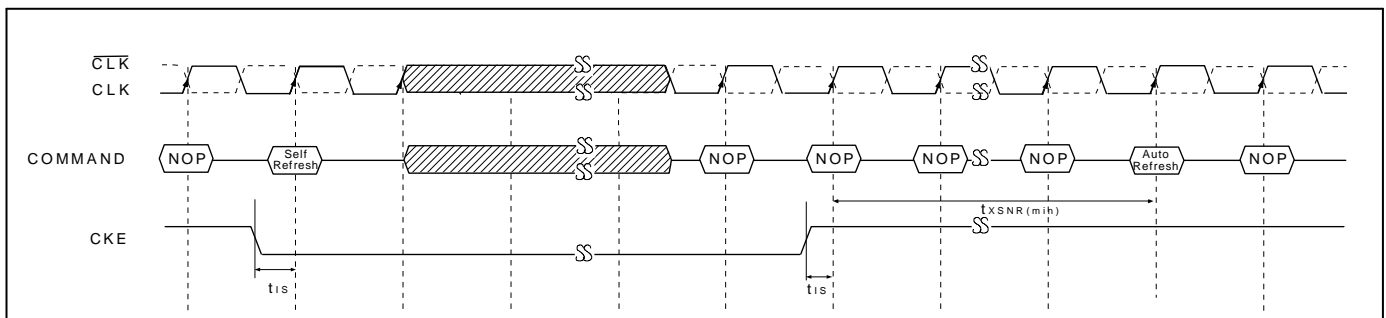 CLK
CLK
COMMAND
NOP
Self
Refresh
NOP
NOP
NOP
NOP
Auto
Refresh
NOP
tXSNR(min)
CKE
tIS
tIS